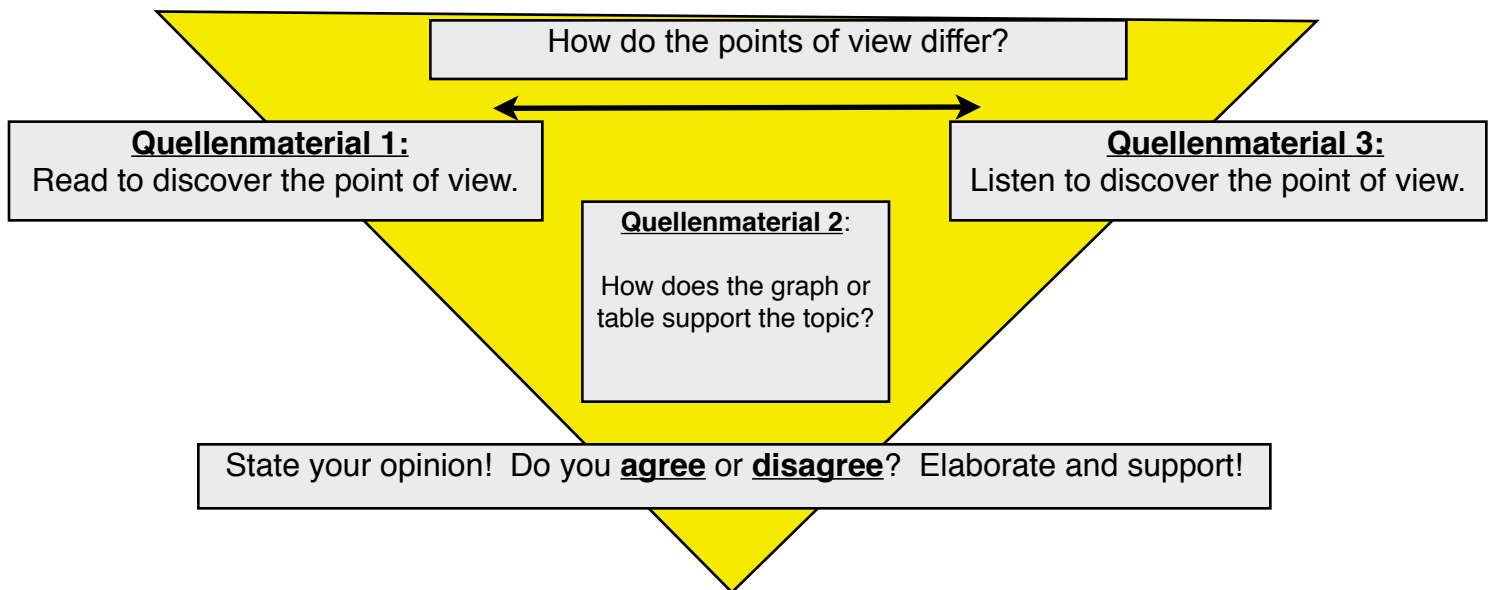 How do the points of view differ?
Quellenmaterial 1:
Read to discover the point of view.
Quellenmaterial 3:
Listen to discover the point of view.
Quellenmaterial 2:
How does the graph or
table support the topic?
State your opinion!  Do you agree or disagree?  Elaborate and support!